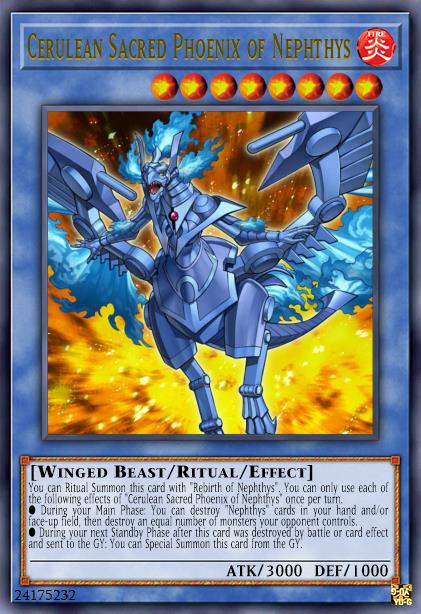 Cerulean Sacred Phoenix of Nephthys
FIRE
炎
[Winged Beast/Ritual/Effect]
You can Ritual Summon this card with "Rebirth of Nephthys". You can only use each of
the following effects of "Cerulean Sacred Phoenix of Nephthys" once per turn.
● During your Main Phase: You can destroy "Nephthys" cards in your hand and/or
face-up field, then destroy an equal number of monsters your opponent controls.
● During your next Standby Phase after this card was destroyed by battle or card effect
and sent to the GY: You can Special Summon this card from the GY.
ATK/3000 DEF/1000
24175232